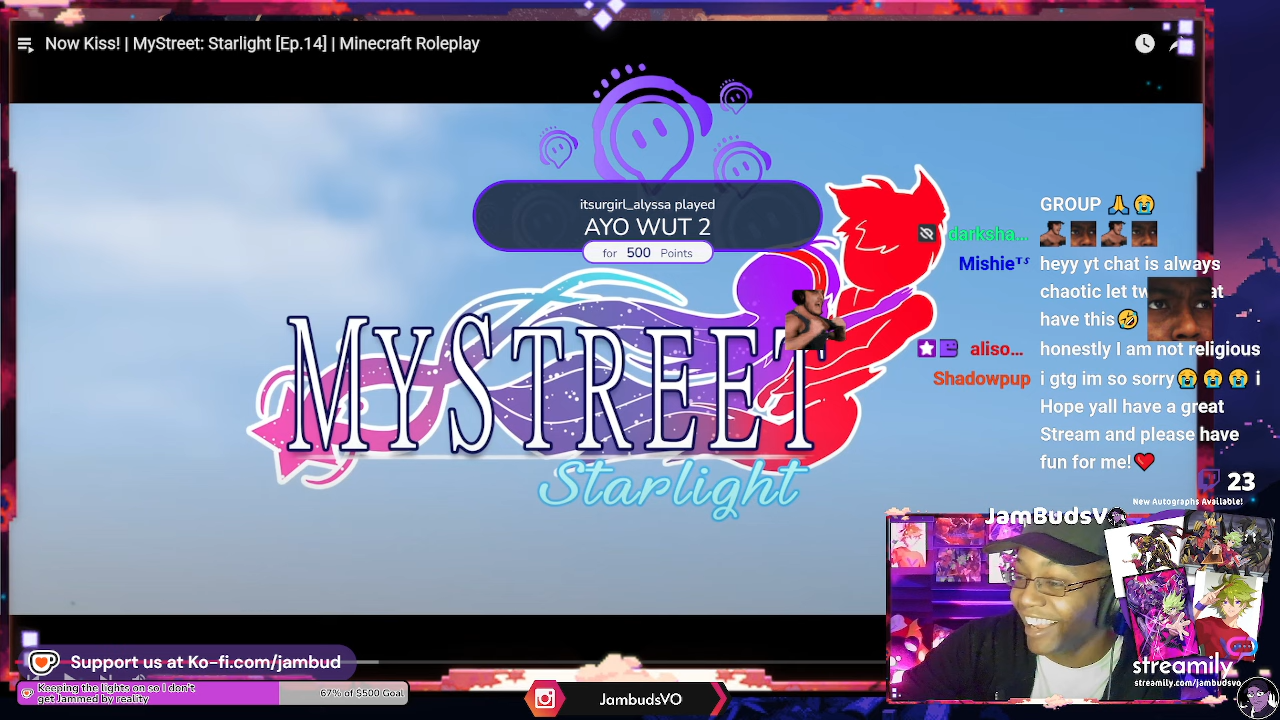 Now Kiss! | MyStreet: Starlight [Ep.14] | Minecraft Roleplay
itsurgirl_alyssa played
AYO WUT 2
for 500 Points
MYSTREET
Starlight
GROUP 🙏😭
darksha...
Mishieᵀˢ heyy yt chat is always
chaotic let
have this🤣
aliso... honestly I am not religious
Shadowpup i gtg im so sorry😭😭😭 i
Hope yall have a great
Stream and please have
fun for me!❤️
23
New Autographs Available!
JamBudsVO
streamily
streamily.com/jambudsvo
Support us at Ko-fi.com/jambud
Keeping the lights on so I don't
get Jammed by reality
67% of $500 Goal
JambudsVO